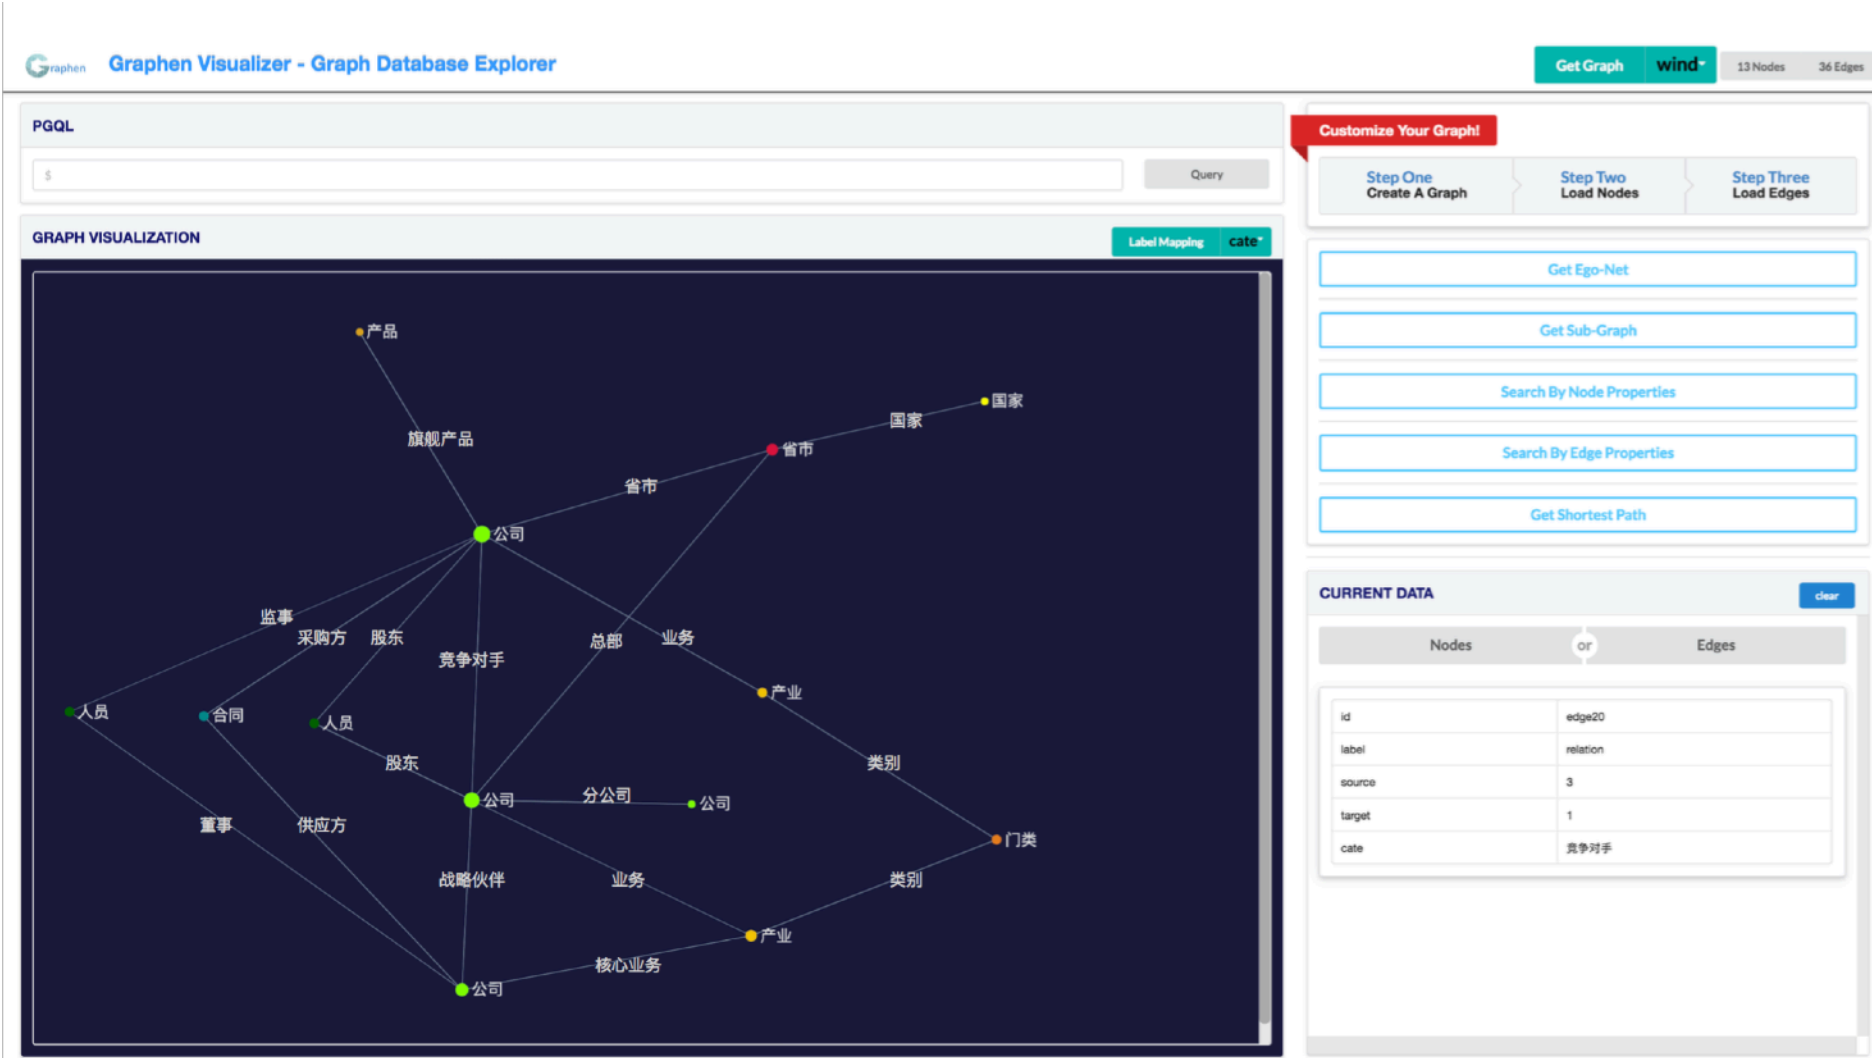 Graphen Graphen Visualizer - Graph Database Explorer
Get Graph wind 13 Nodes 36 Edges
PGQL
$ Query
GRAPH VISUALIZATION
Label Mapping cate
产品
国家
国家
旗舰产品
省市
省市
公司
监事
采购方 股东 总部 业务
竞争对手
产业
人员 合同 人员
股东 类别
分公司
公司 公司
董事 供应方
门类
战略伙伴 业务 类别
产业
核心业务
公司
Customize Your Graph!
Step One Step Two Step Three
Create A Graph Load Nodes Load Edges
Get Ego-Net
Get Sub-Graph
Search By Node Properties
Search By Edge Properties
Get Shortest Path
CURRENT DATA clear
Nodes or Edges
id edge20
label relation
source 3
target 1
cate 竞争对手